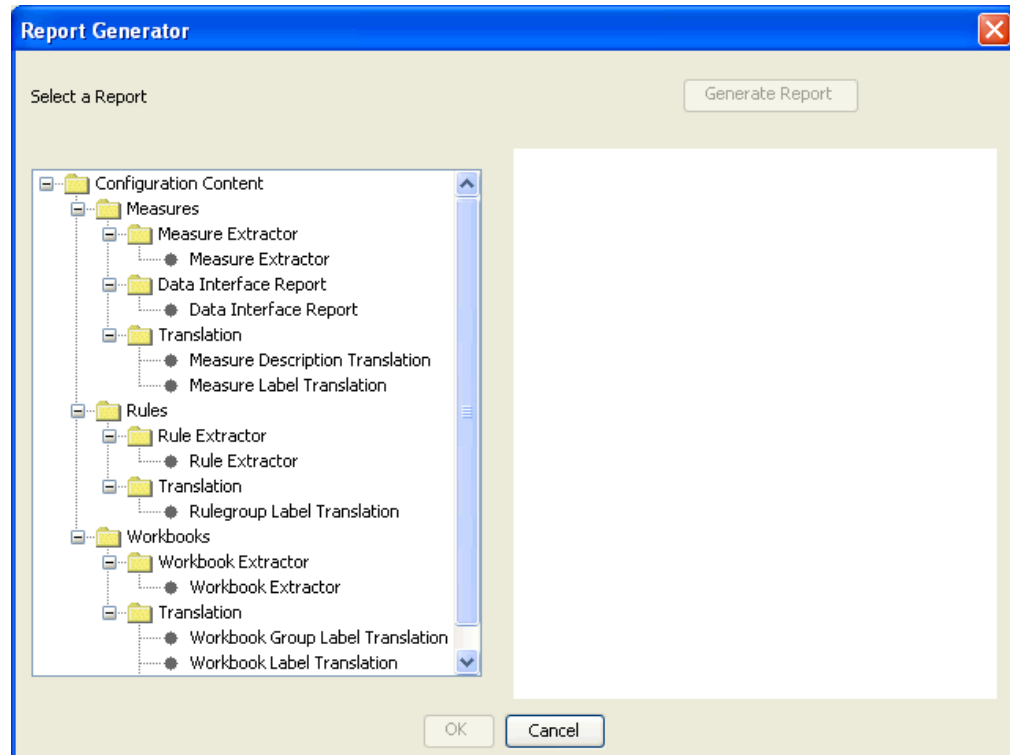 Report Generator
Select a Report
Generate Report
Configuration Content
Measures
Measure Extractor
Measure Extractor
Data Interface Report
Data Interface Report
Translation
Measure Description Translation
Measure Label Translation
Rules
Rule Extractor
Rule Extractor
Translation
Rulegroup Label Translation
Workbooks
Workbook Extractor
Workbook Extractor
Translation
Workbook Group Label Translation
Workbook Label Translation
OK
Cancel